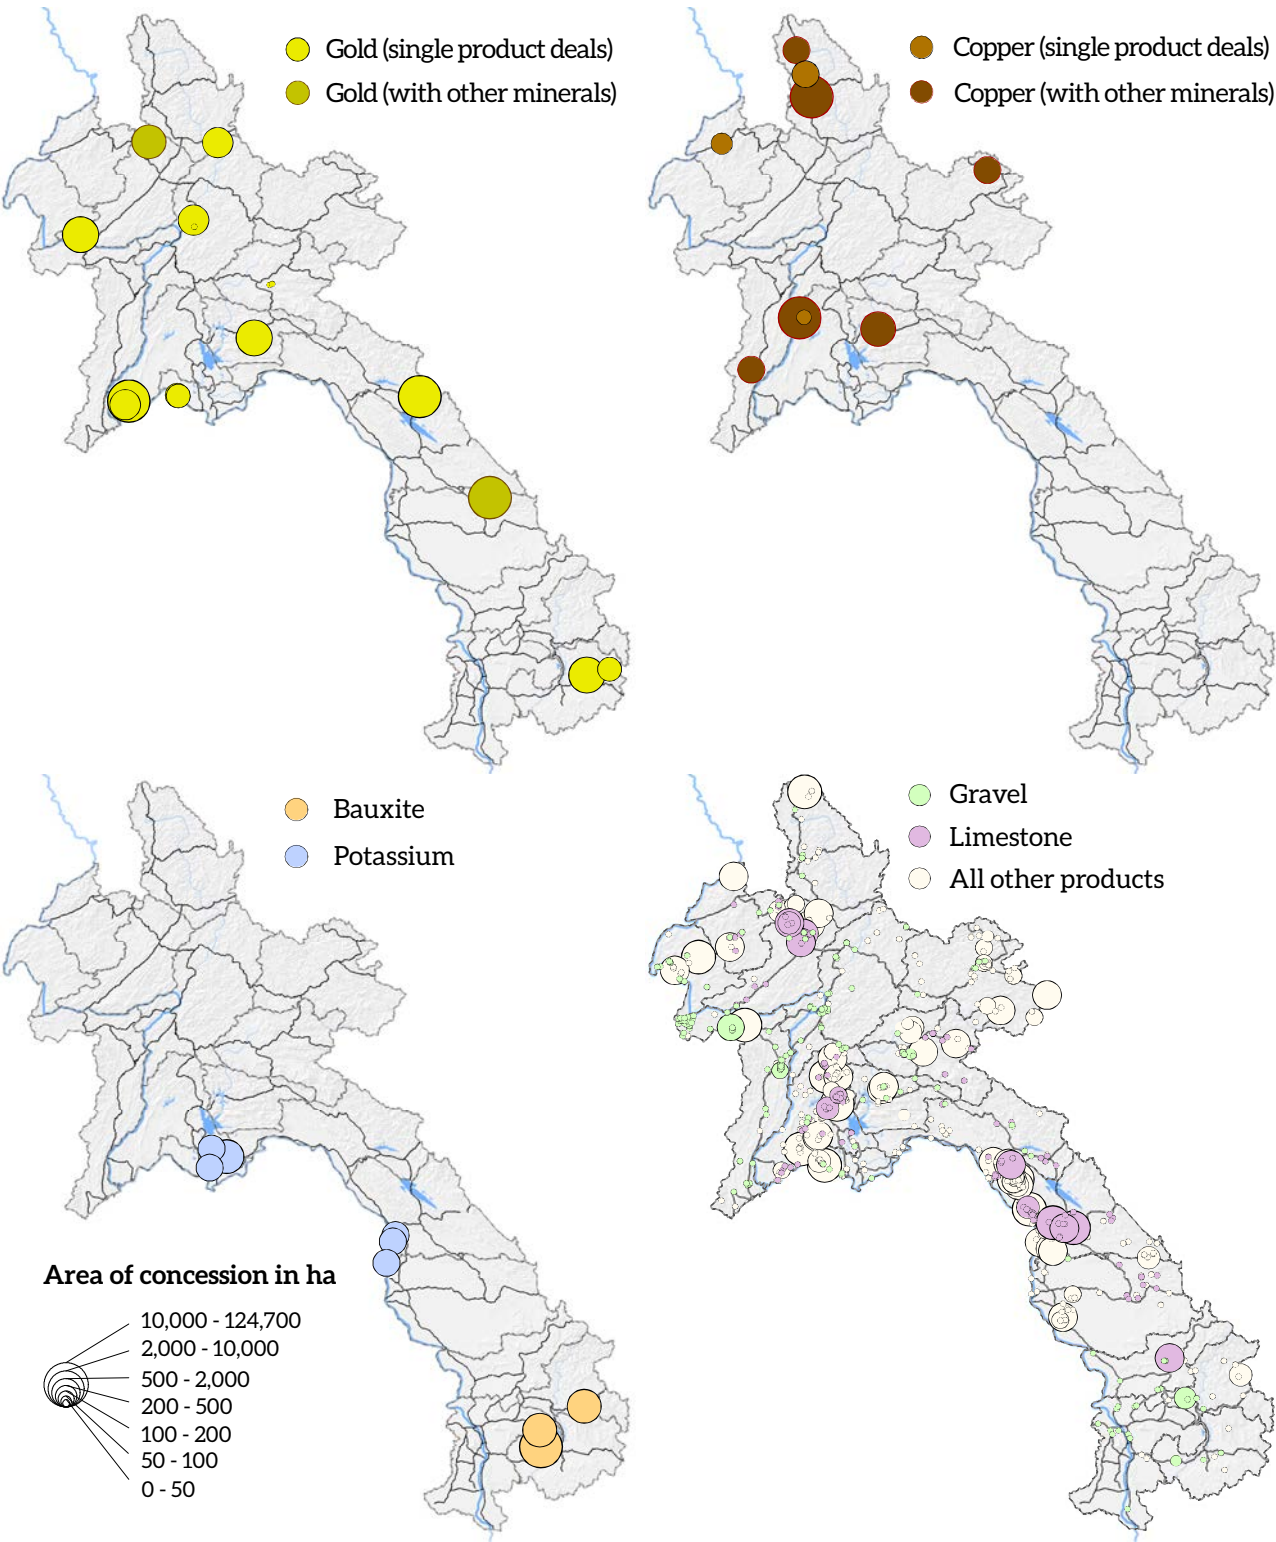 Gold (single product deals)
Gold (with other minerals)
Copper (single product deals)
Copper (with other minerals)
Bauxite
Potassium
Gravel
Limestone
All other products
Area of concession in ha
10,000 - 124,700
2,000 - 10,000
500 - 2,000
200 - 500
100 - 200
50 - 100
0 - 50